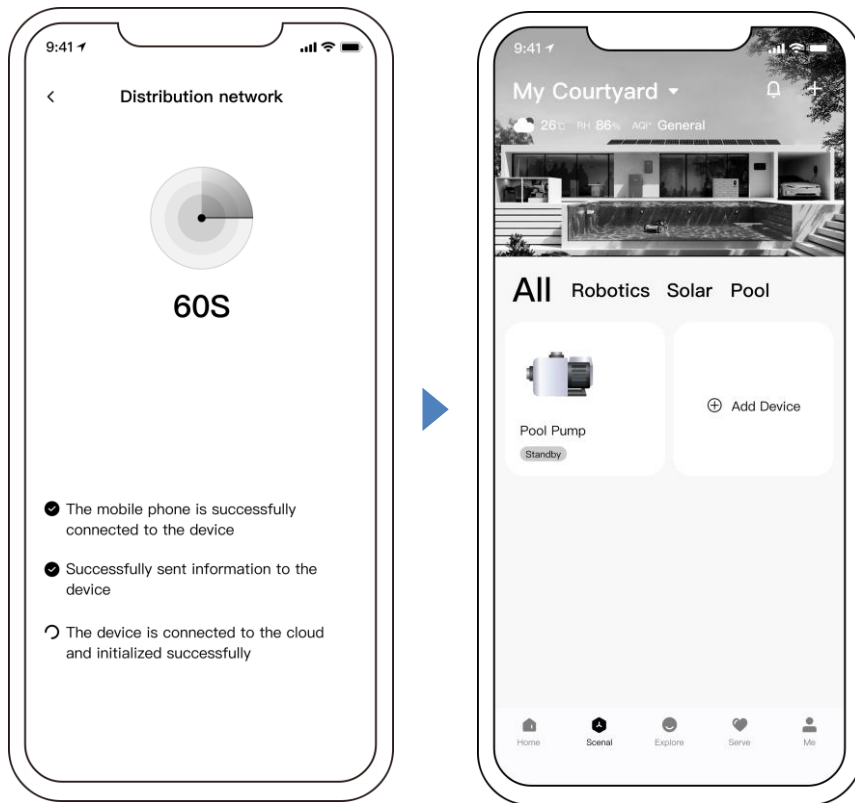 9:41
Distribution network
60S
The mobile phone is successfully
connected to the device
Successfully sent information to the
device
The device is connected to the cloud
and initialized successfully
9:41
My Courtyard
26℃ RH 86% AQI* General
All Robotics Solar Pool
Pool Pump
Standby
Add Device
Home Scenal Explore Serve Me